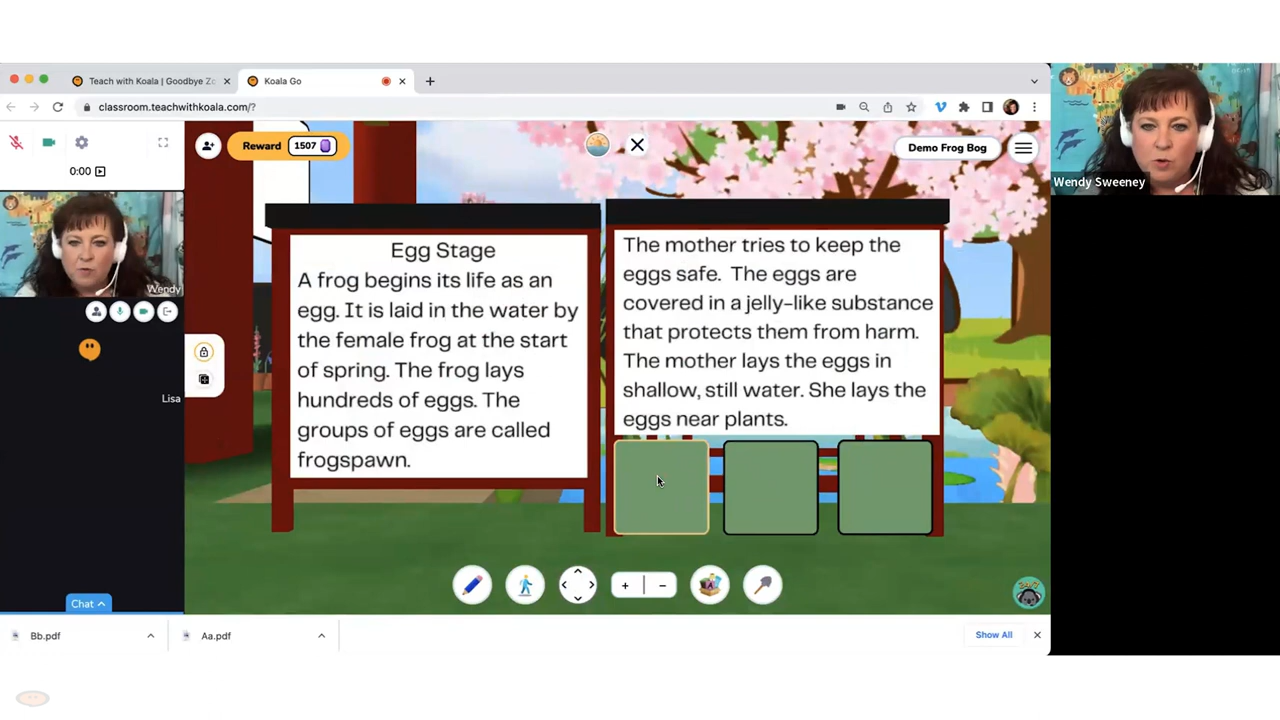 Teach with Koala | Goodbye Zo
Koala Go
classroom.teachwithkoala.com/?
Reward 1507
Demo Frog Bog
0:00
Wendy
Lisa
Wendy Sweeney
Egg Stage
A frog begins its life as an
egg. It is laid in the water by
the female frog at the start
of spring. The frog lays
hundreds of eggs. The
groups of eggs are called
frogspawn.
The mother tries to keep the
eggs safe. The eggs are
covered in a jelly-like substance
that protects them from harm.
The mother lays the eggs in
shallow, still water. She lays the
eggs near plants.
+ | −
Chat
Bb.pdf
Aa.pdf
Show All